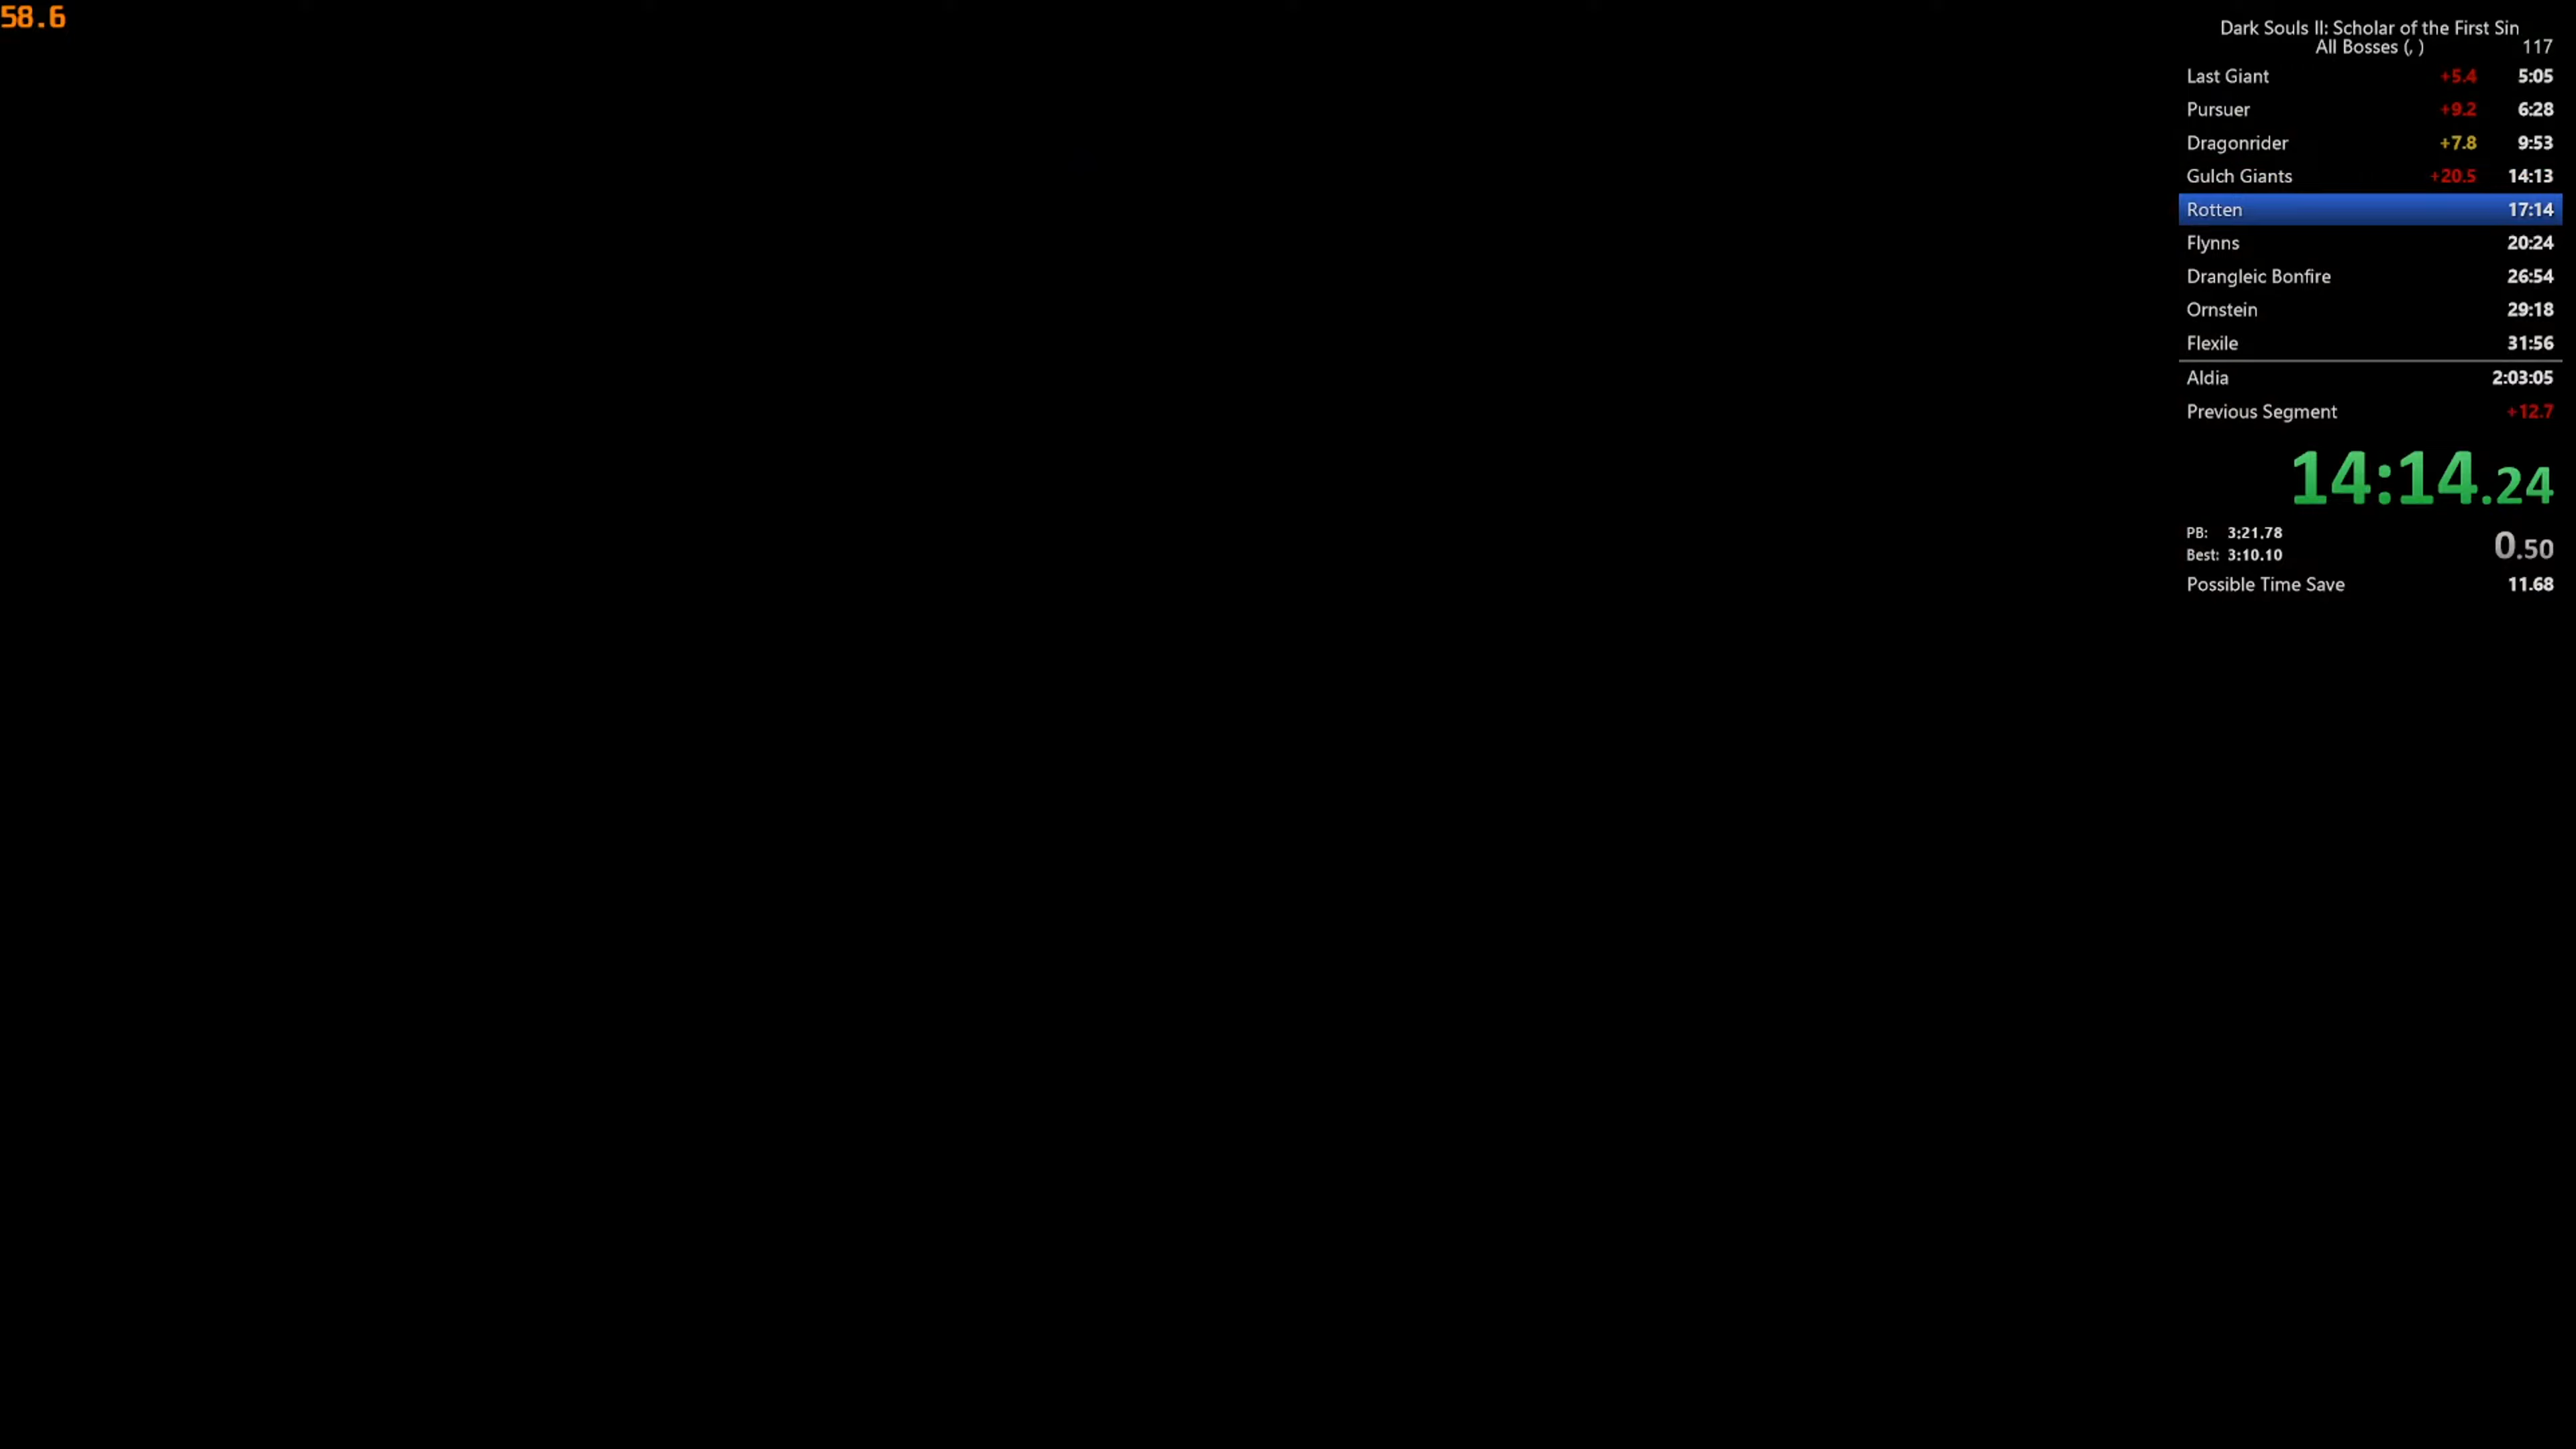 58.6
Dark Souls II: Scholar of the First Sin
All Bosses (, ) 117
Last Giant +5.4 5:05
Pursuer +9.2 6:28
Dragonrider +7.8 9:53
Gulch Giants +20.5 14:13
Rotten 17:14
Flynns 20:24
Drangleic Bonfire 26:54
Ornstein 29:18
Flexile 31:56
Aldia 2:03:05
Previous Segment +12.7
14:14.24
PB: 3:21.78
Best: 3:10.10
0.50
Possible Time Save 11.68